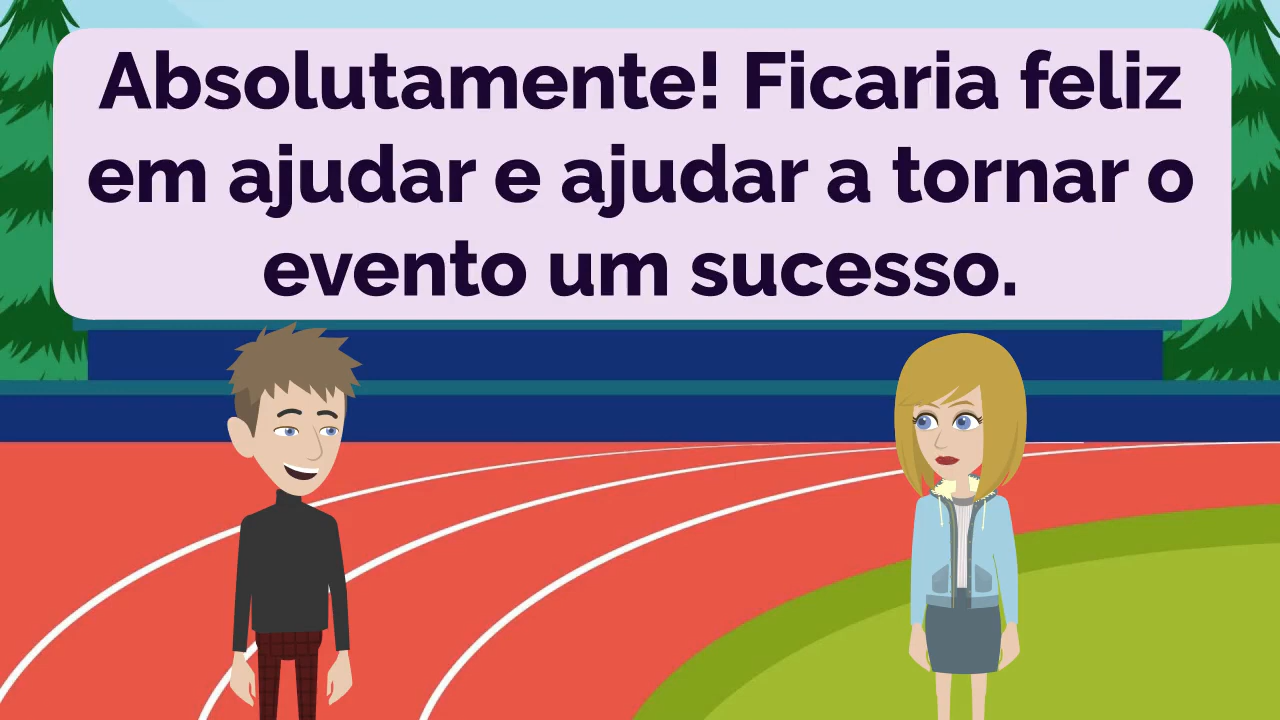 Absolutamente! Ficaria feliz
em ajudar e ajudar a tornar o
evento um sucesso.